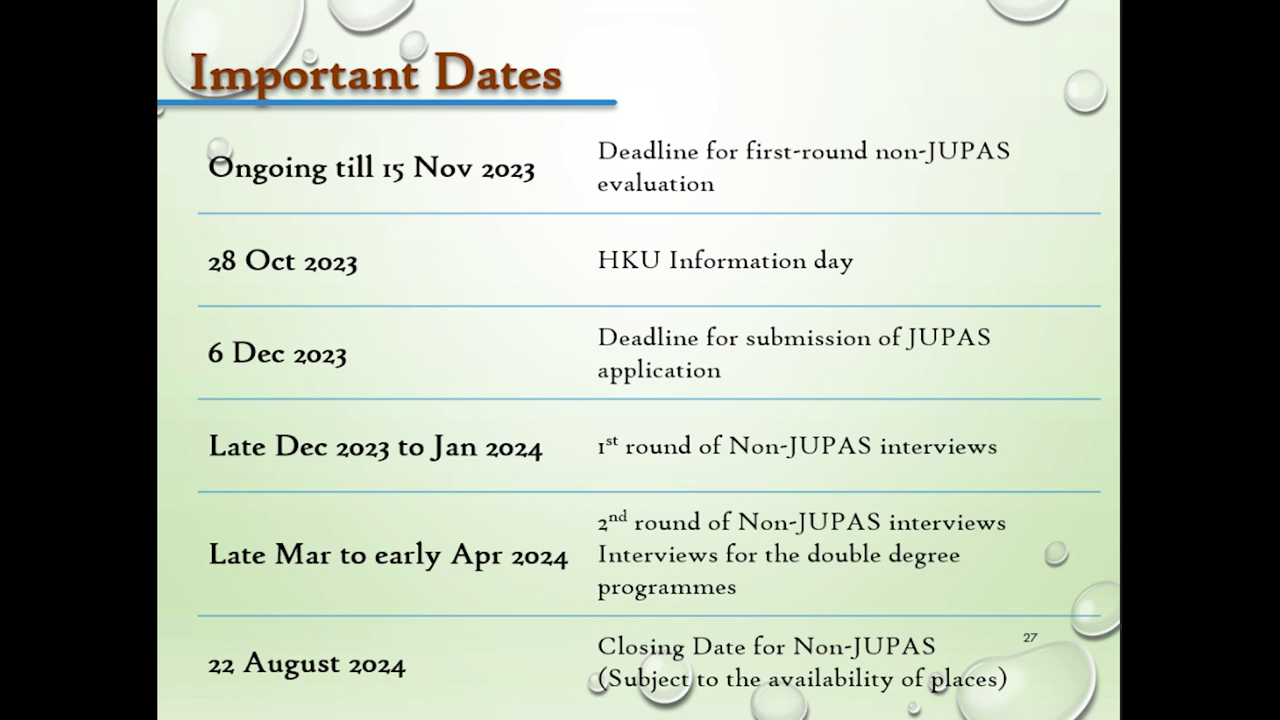 Important Dates
Ongoing till 15 Nov 2023
Deadline for first-round non-JUPAS
evaluation
28 Oct 2023
HKU Information day
6 Dec 2023
Deadline for submission of JUPAS
application
Late Dec 2023 to Jan 2024
1st round of Non-JUPAS interviews
Late Mar to early Apr 2024
2nd round of Non-JUPAS interviews
Interviews for the double degree
programmes
22 August 2024
Closing Date for Non-JUPAS
(Subject to the availability of places)
27